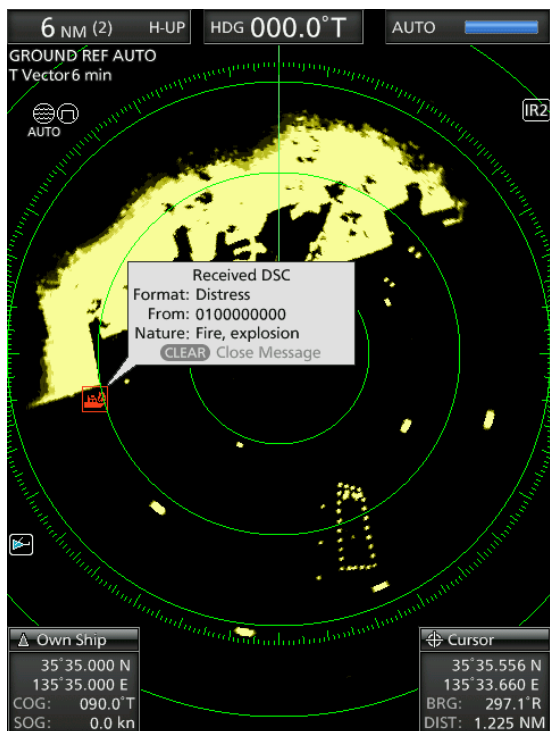 6 NM (2) H-UP HDG 000.0°T AUTO
GROUND REF AUTO
T Vector6 min
AUTO
IR2
Received DSC
Format: Distress
From: 0100000000
Nature: Fire, explosion
CLEAR Close Message
Own Ship
35°35.000 N
135°35.000 E
COG: 090.0°T
SOG: 0.0 kn
Cursor
35°35.556 N
135°33.660 E
BRG: 297.1°R
DIST: 1.225 NM